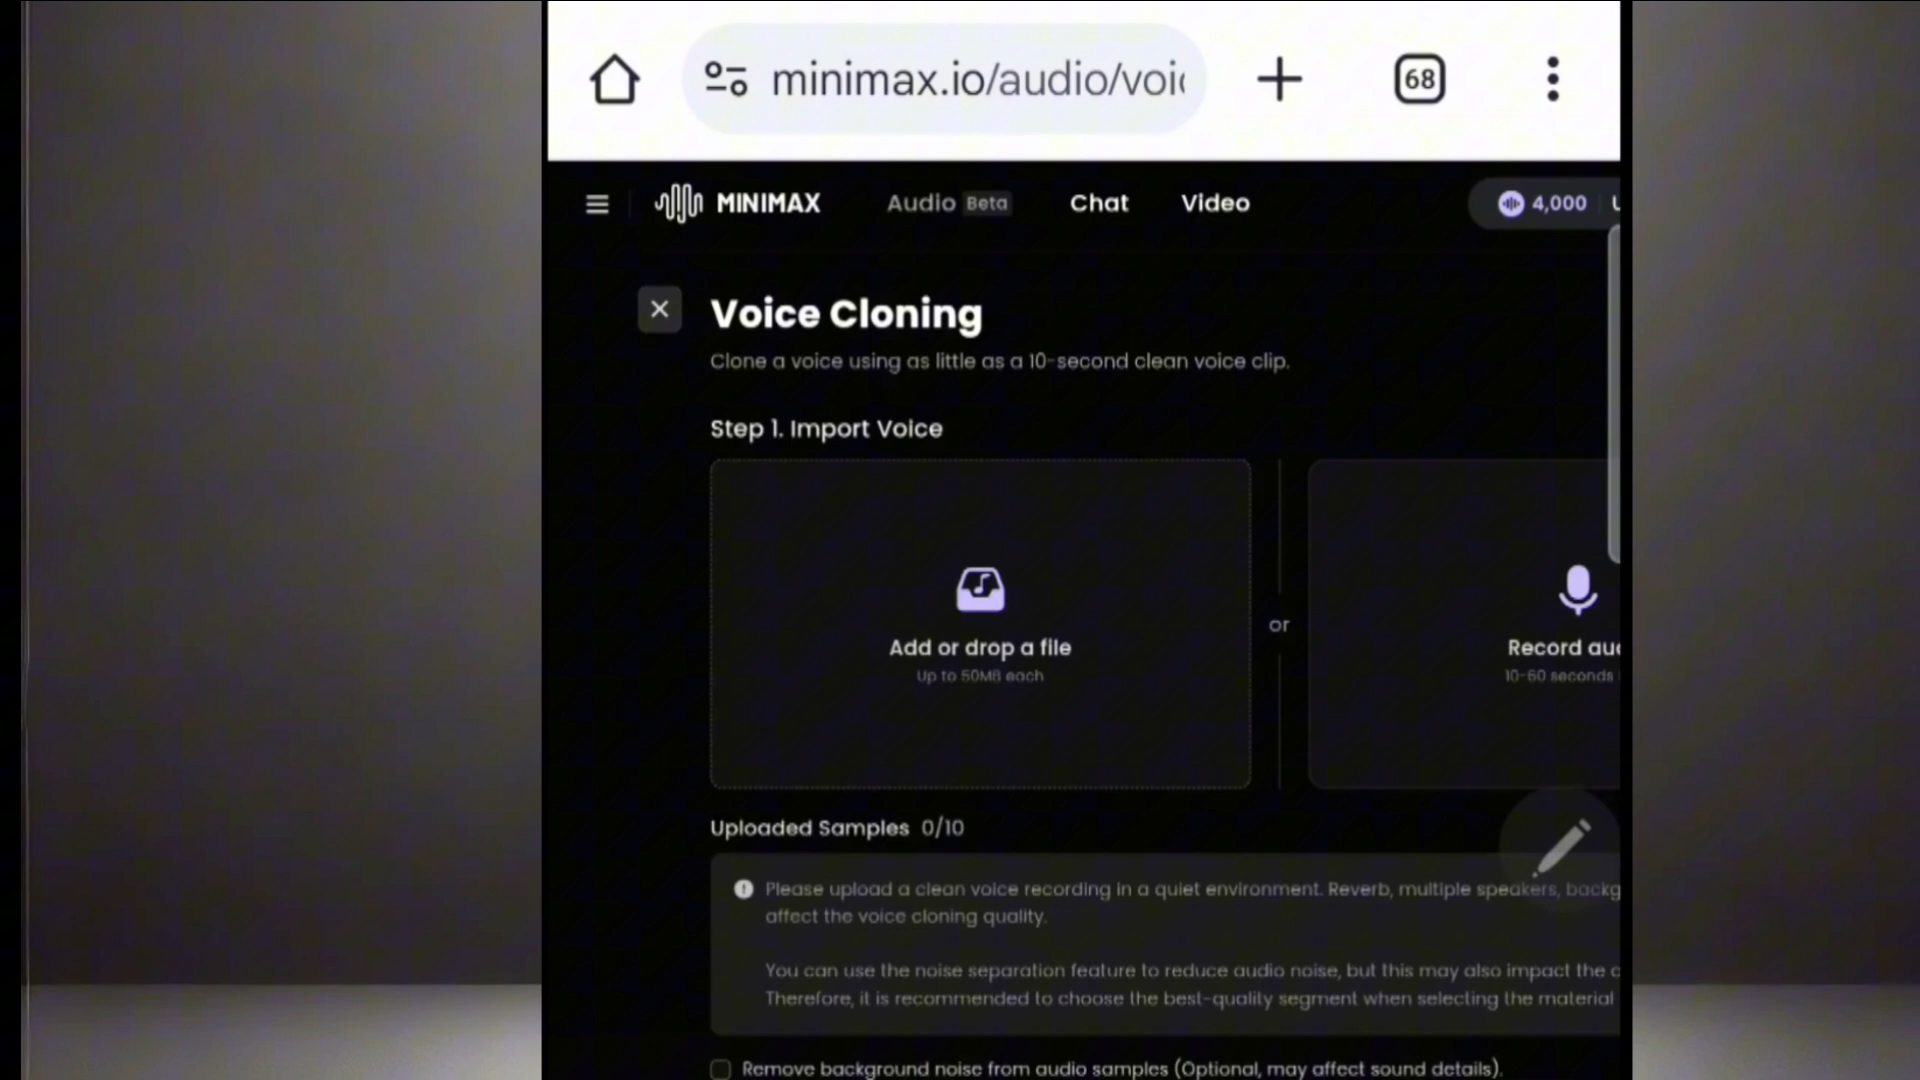 minimax.io/audio/voi
68
MINIMAX
Audio Beta
Chat
Video
4,000
Voice Cloning
Clone a voice using as little as a 10-second clean voice clip.
Step 1. Import Voice
Add or drop a file
Up to 50MB each
or
Record au
10-60 seconds
Uploaded Samples 0/10
Please upload a clean voice recording in a quiet environment. Reverb, multiple speakers, backg
affect the voice cloning quality.
You can use the noise separation feature to reduce audio noise, but this may also impact the
Therefore, it is recommended to choose the best-quality segment when selecting the material
Remove background noise from audio samples (Optional, may affect sound details).